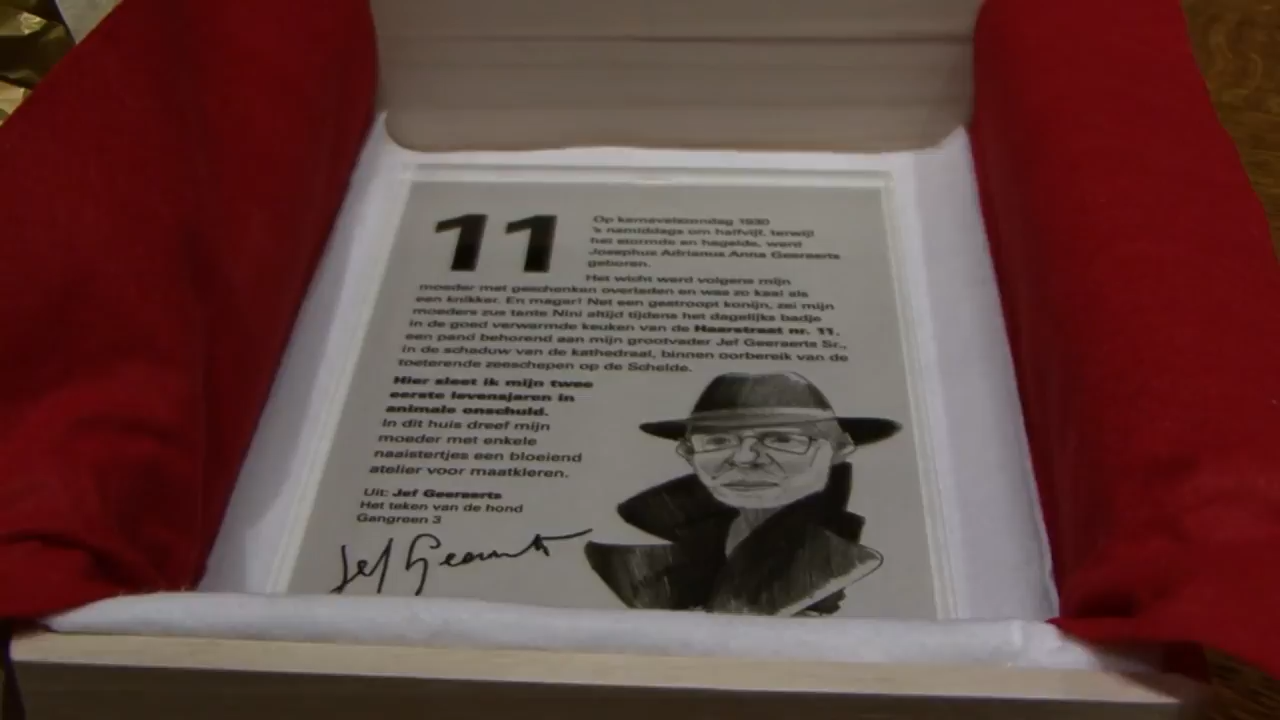 11
Op karnavalszondag 1930
's namiddags om halfvijf, terwijl
het stormde en hagelde, werd
Josephus Adrianus Anna Geeraerts
geboren.
Het wicht werd volgens mijn
moeder met geschenken overladen en was zo kaal als
een knikker. En mager! Net een gestroopt konijn, zei mijn
moeders zus tante Nini altijd tijdens het dagelijks badje
in de goed verwarmde keuken van de Haarstraat nr. 11,
een pand behorend aan mijn grootvader Jef Geeraerts Sr.,
in de schaduw van de kathedraal, binnen oorbereik van de
toeterende zeeschepen op de Schelde.
Hier sleet ik mijn twee
eerste levensjaren in
animale onschuld.
In dit huis dreef mijn
moeder met enkele
naaistertjes een bloeiend
atelier voor maatkleren.
Uit: Jef Geeraerts
Het teken van de hond
Gangreen 3
Jef Geeraerts